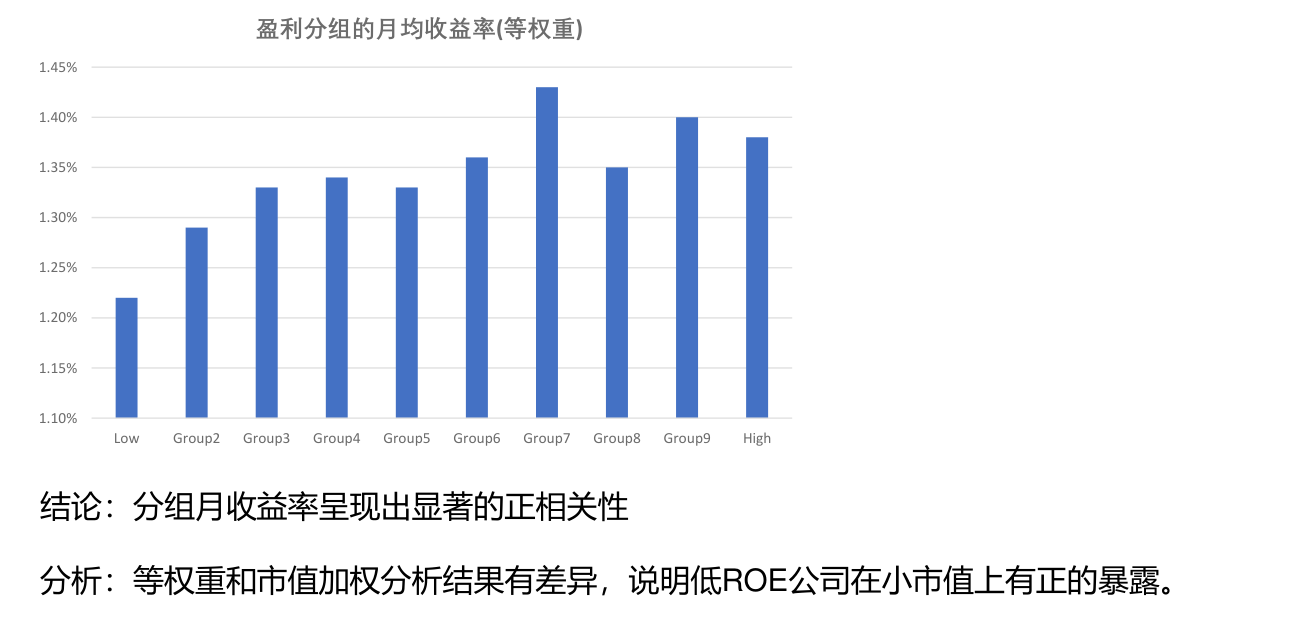 盈利分组的月均收益率(等权重)
1.45%
1.40%
1.35%
1.30%
1.25%
1.20%
1.15%
1.10%
Low Group2 Group3 Group4 Group5 Group6 Group7 Group8 Group9 High
结论：分组月收益率呈现出显著的正相关性
分析：等权重和市值加权分析结果有差异，说明低ROE公司在小市值上有正的暴露。